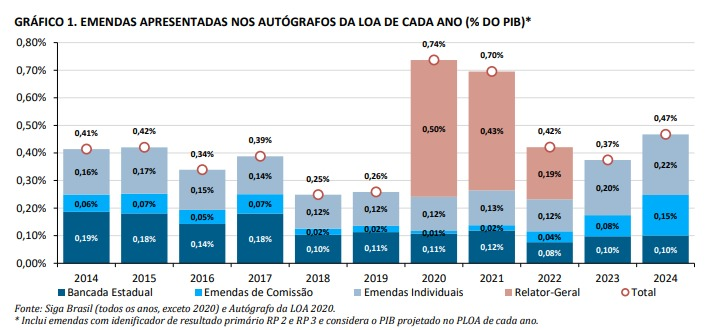 GRÁFICO 1. EMENDAS APRESENTADAS NOS AUTÓGRAFOS DA LOA DE CADA ANO (% DO PIB)*
0,80%
0,70%
0,60%
0,50%
0,40%
0,30%
0,20%
0,10%
0,00%
0,41% 0,42% 0,34% 0,39% 0,25% 0,26% 0,74% 0,70% 0,42% 0,37% 0,47%
0,50% 0,43% 0,19%
0,16% 0,17% 0,15% 0,14% 0,12% 0,12% 0,12% 0,13% 0,12% 0,20% 0,22%
0,06% 0,07% 0,05% 0,07% 0,02% 0,02% 0,01% 0,02% 0,04% 0,08% 0,15%
0,19% 0,18% 0,14% 0,18% 0,10% 0,11% 0,11% 0,12% 0,08% 0,10% 0,10%
2014 2015 2016 2017 2018 2019 2020 2021 2022 2023 2024
Bancada Estadual Emendas de Comissão Emendas Individuais Relator-Geral Total
Fonte: Siga Brasil (todos os anos, exceto 2020) e Autógrafo da LOA 2020.
* Inclui emendas com idenificador de resultado primário RP 2 e RP 3 e considera o PIB projetado no PLOA de cada ano.